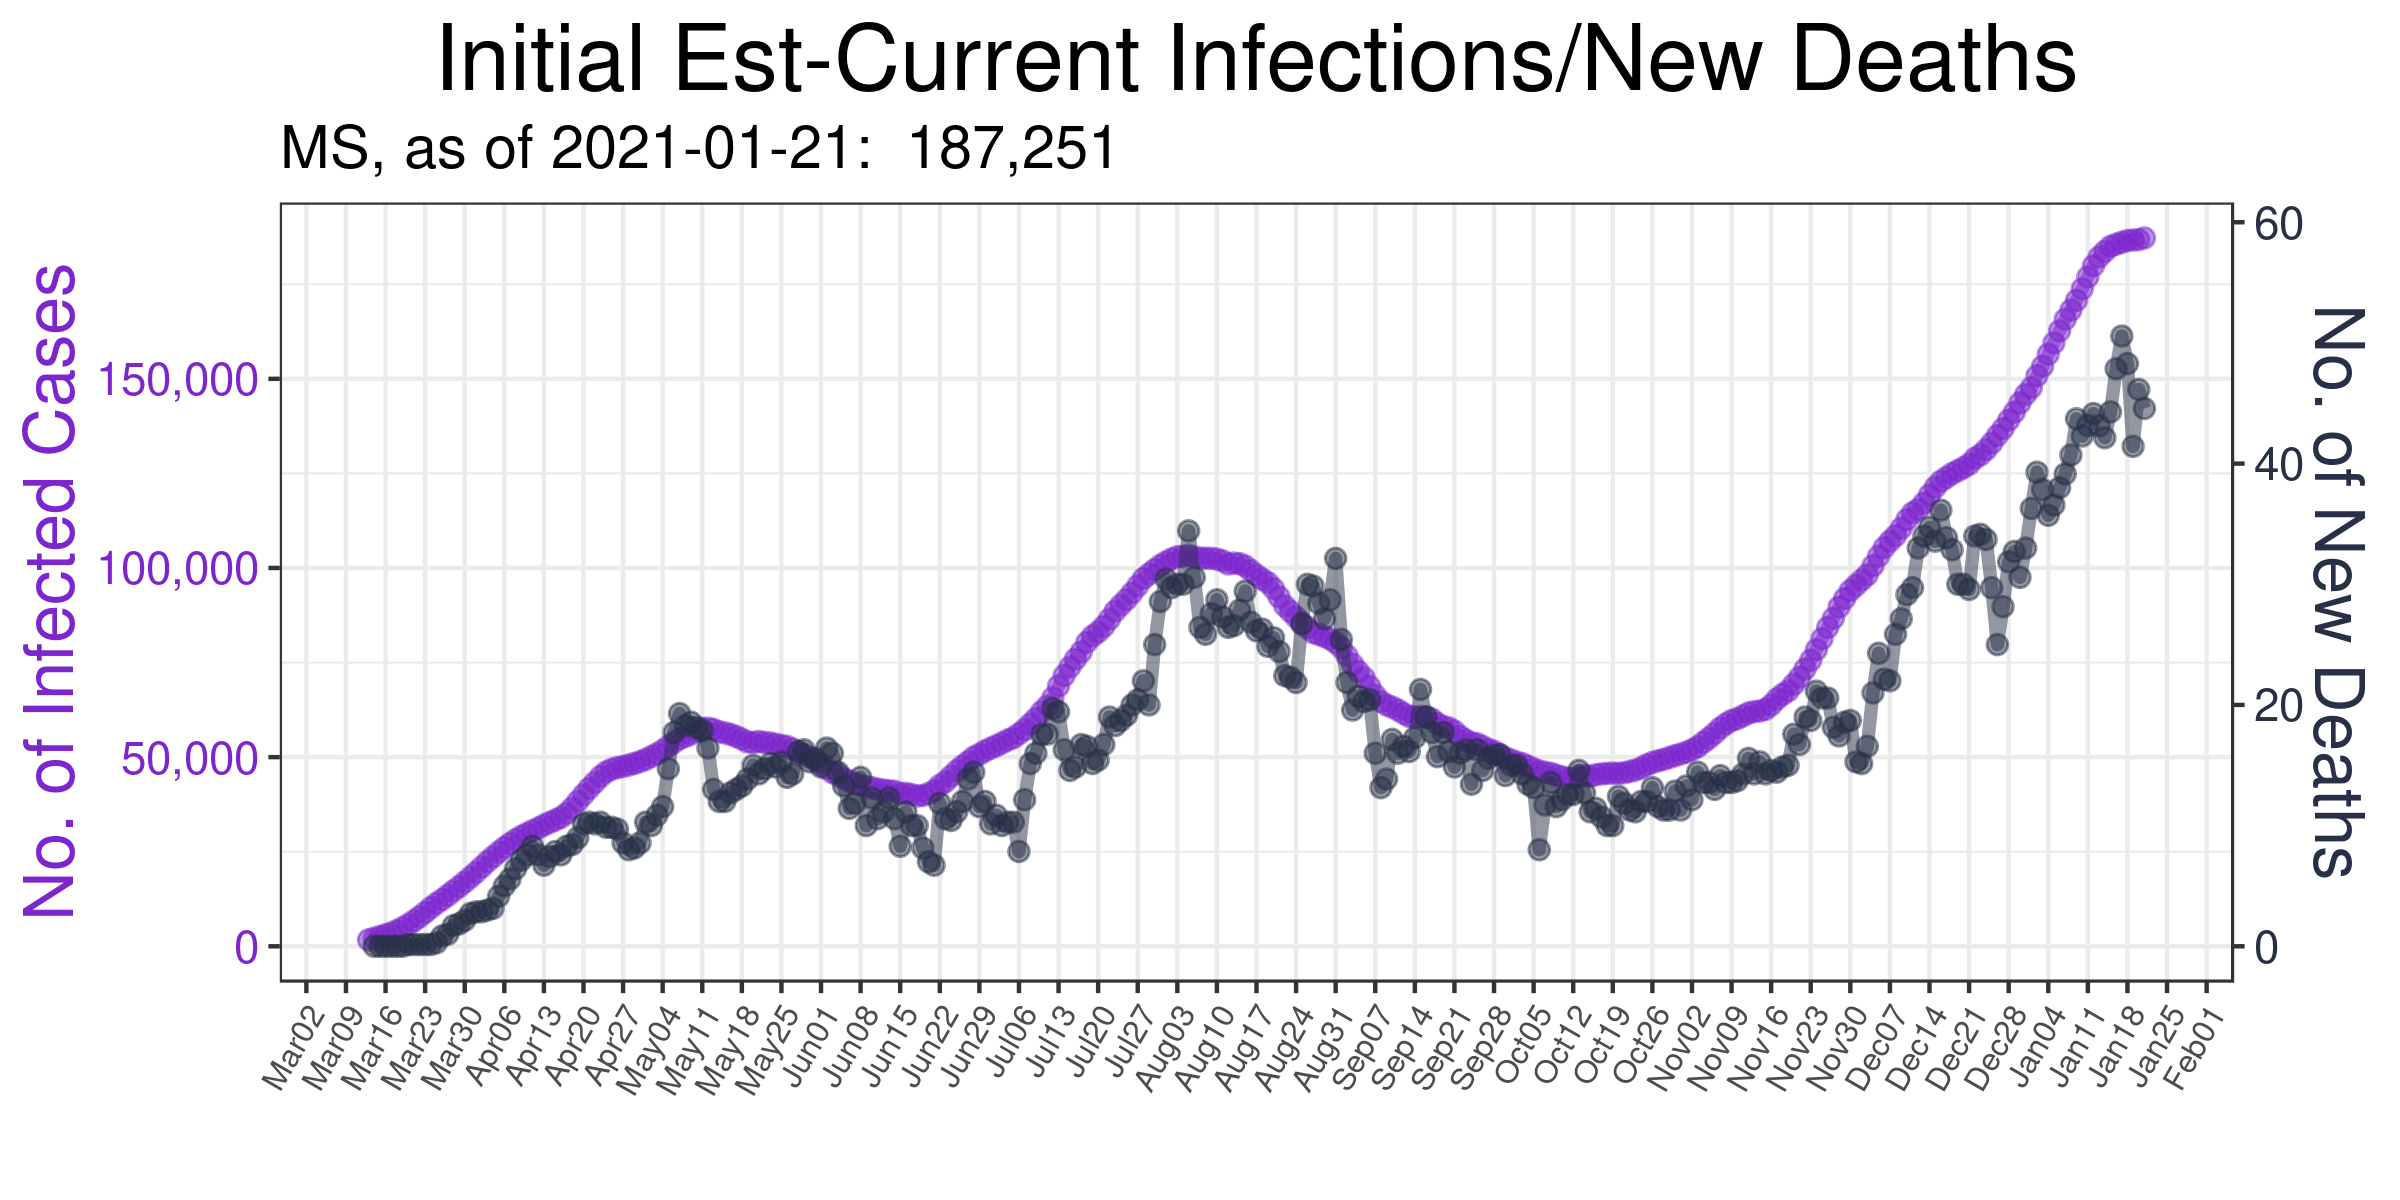 Initial Est-Current Infections/New Deaths
MS, as of 2021-01-21:  187,251
No. of Infected Cases
150,000
100,000
50,000
0
60
40
20
0
No. of New Deaths
Mar02
Mar09
Mar16
Mar23
Mar30
Apr06
Apr13
Apr20
Apr27
May04
May11
May18
May25
Jun01
Jun08
Jun15
Jun22
Jun29
Jul06
Jul13
Jul20
Jul27
Aug03
Aug10
Aug17
Aug24
Aug31
Sep07
Sep14
Sep21
Sep28
Oct05
Oct12
Oct19
Oct26
Nov02
Nov09
Nov16
Nov23
Nov30
Dec07
Dec14
Dec21
Dec28
Jan04
Jan11
Jan18
Jan25
Feb01